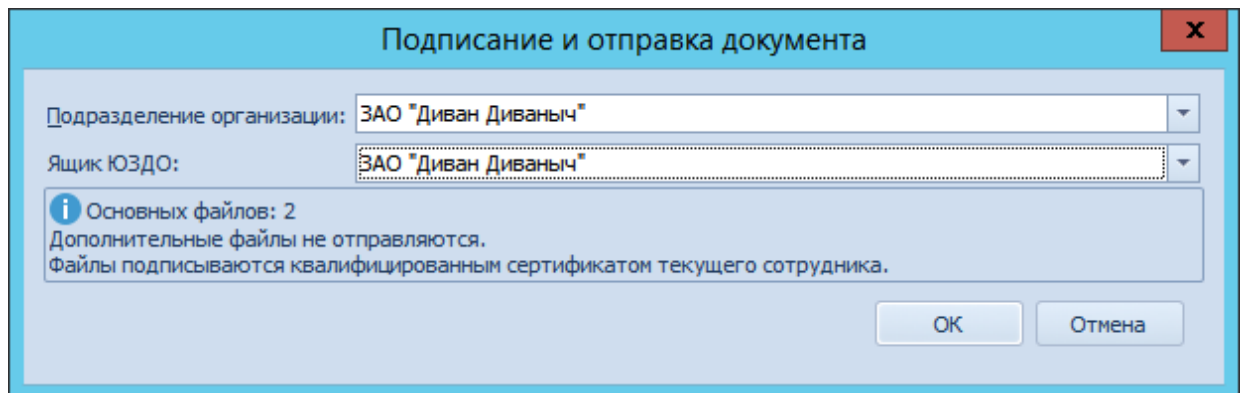 Подписание и отправка документа
x
Подразделение организации: ЗАО "Диван Диваныч"
Ящик ЮЗДО: ЗАО "Диван Диваныч"
i Основных файлов: 2
Дополнительные файлы не отправляются.
Файлы подписываются квалифицированным сертификатом текущего сотрудника.
ОК Отмена